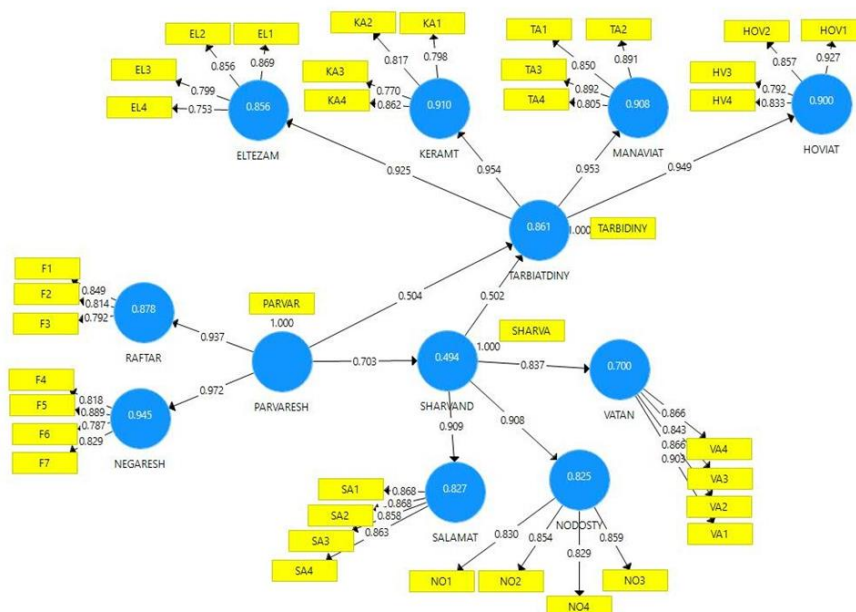 EL2
EL1
EL3
EL4
0.856
0.869
0.799
0.753
0.856
ELTEZAM
KA2
KA1
KA3
KA4
0.817
0.798
0.770
0.862
0.910
KERAMT
TA1
TA2
TA3
TA4
0.850
0.891
0.892
0.805
0.908
MANAVIAT
HOV2
HOV1
HV3
HV4
0.857
0.927
0.792
0.833
0.900
HOVIAT
0.925
0.954
0.953
0.949
0.861
1.000
TARBIDINY
TARBIATDINY
F1
F2
F3
0.849
0.814
0.792
0.878
RAFTAR
0.937
PARVAR
1.000
0.504
0.502
SHARVA
1.000
F4
F5
F6
F7
0.818
0.889
0.787
0.829
0.945
NEGARESH
0.972
PARVARESH
0.703
0.494
SHARVAND
0.837
0.700
VATAN
0.866
0.843
0.866
0.903
VA4
VA3
VA2
VA1
0.909
0.908
SA1
SA2
SA3
SA4
0.868
0.868
0.858
0.863
0.827
SALAMAT
0.825
NODOSTY
0.830
0.854
0.829
0.859
NO1
NO2
NO4
NO3